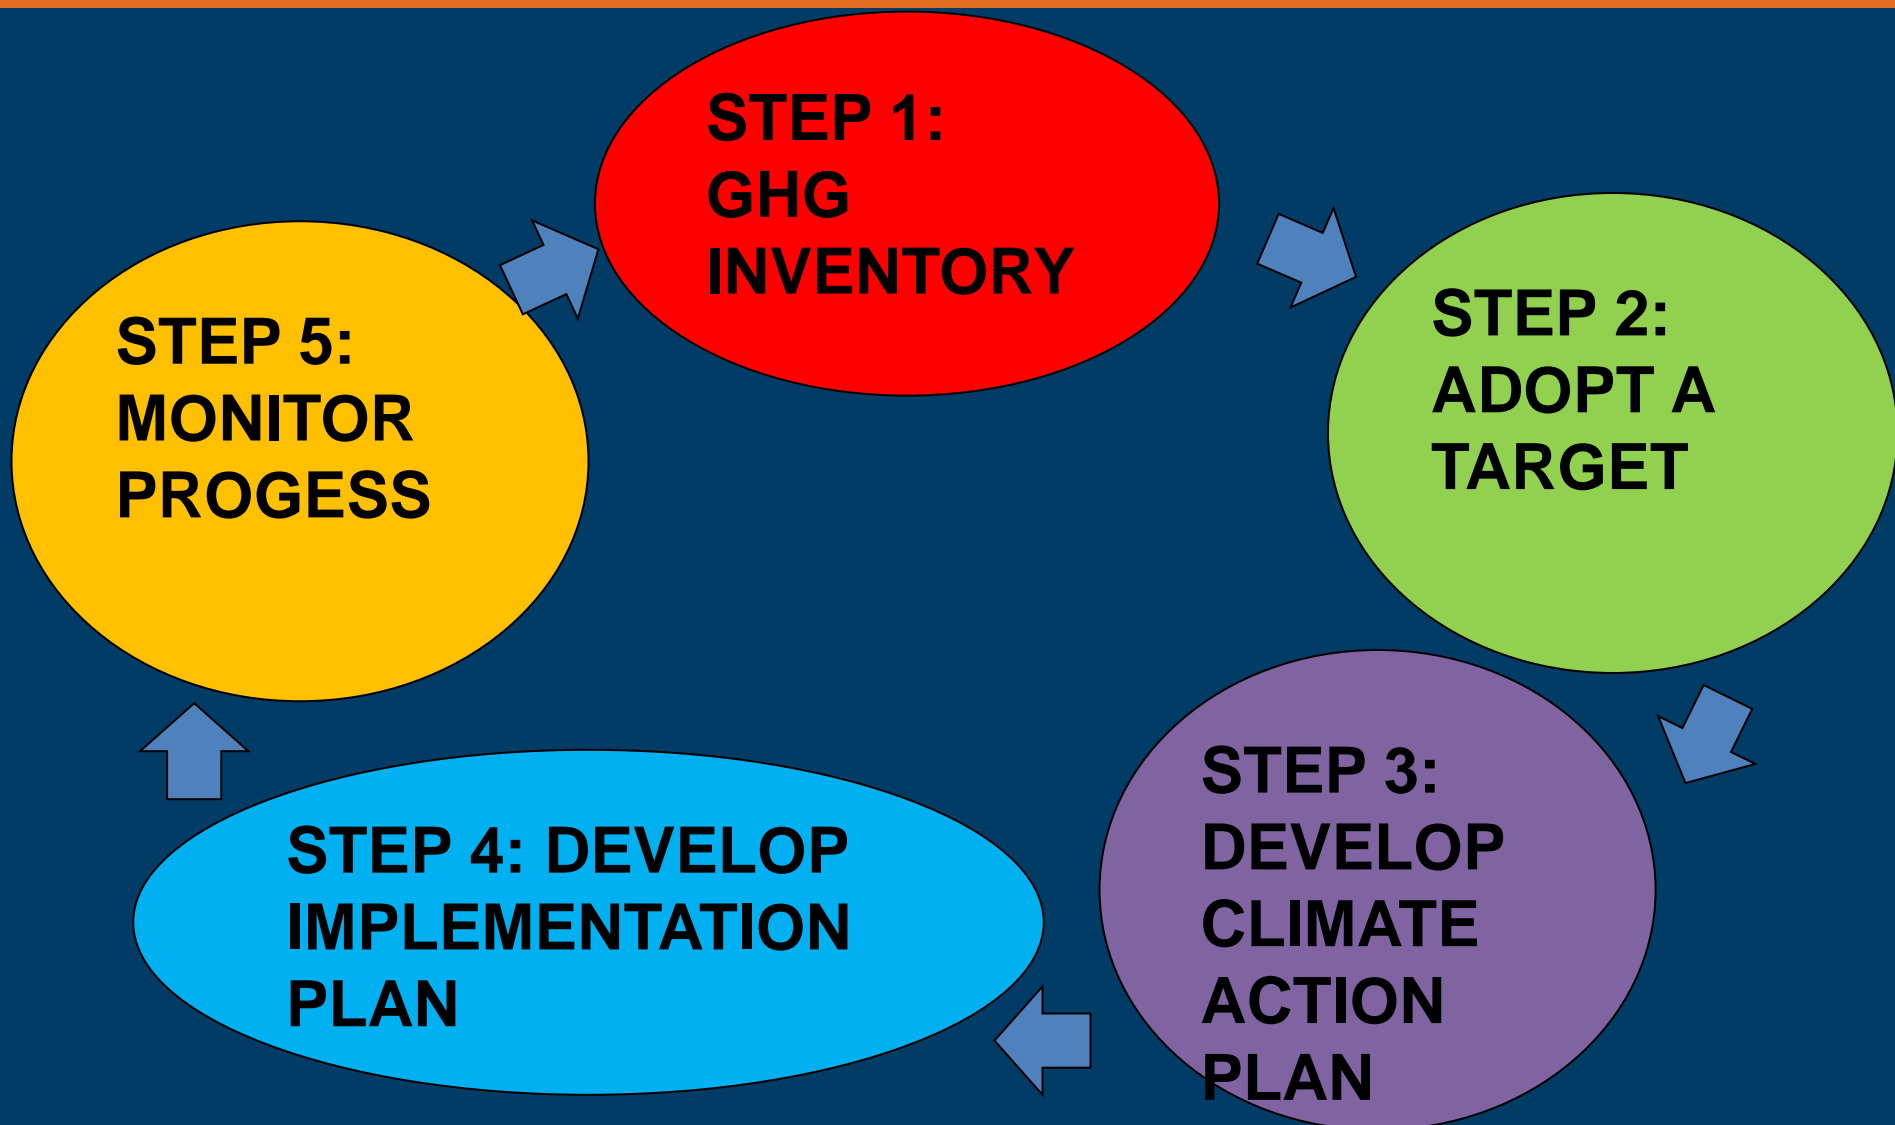 STEP 1:
GHG
INVENTORY
STEP 2:
ADOPT A
TARGET
STEP 3:
DEVELOP
CLIMATE
ACTION
PLAN
STEP 4: DEVELOP
IMPLEMENTATION
PLAN
STEP 5:
MONITOR
PROGESS